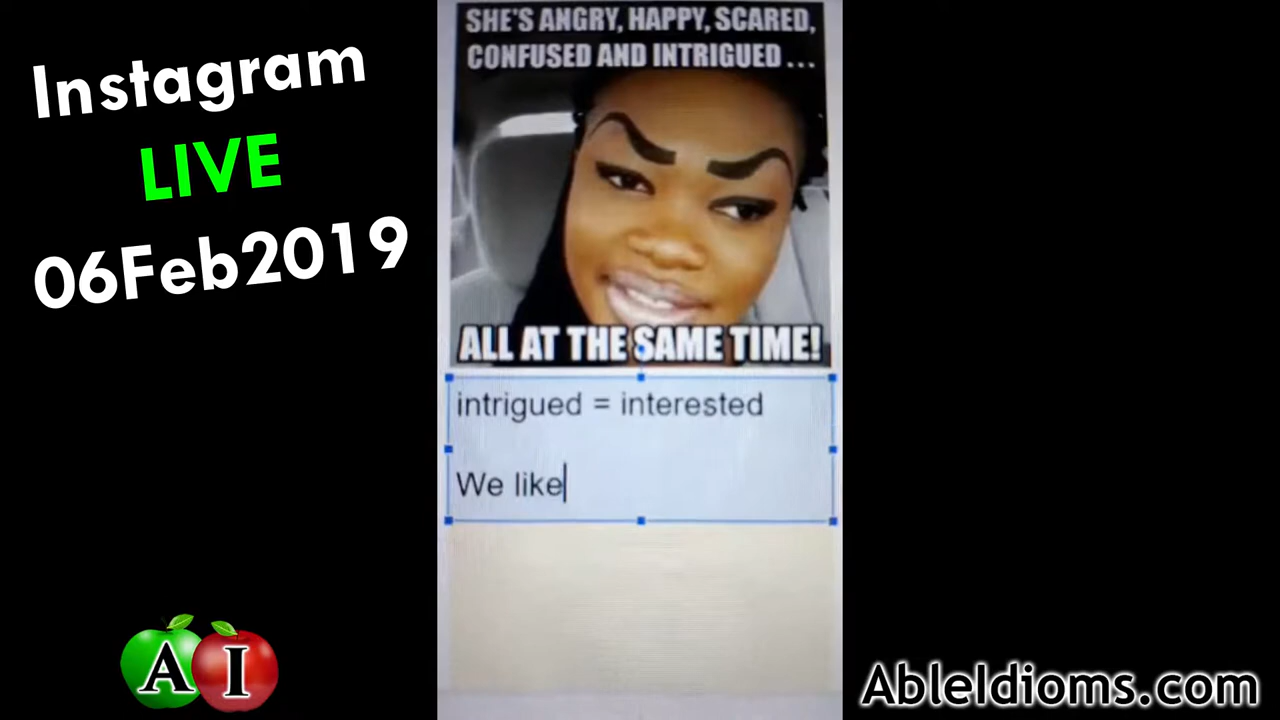 Instagram
LIVE
06Feb2019
SHE'S ANGRY, HAPPY, SCARED,
CONFUSED AND INTRIGUED ...
ALL AT THE SAME TIME!
intrigued = interested
We like
A I
AbleIdioms.com